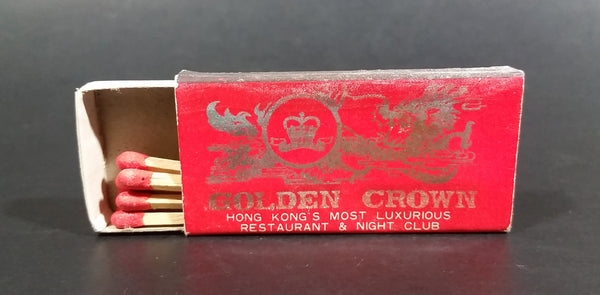 GOLDEN CROWN
HONG KONG'S MOST LUXURIOUS
RESTAURANT & NIGHT CLUB